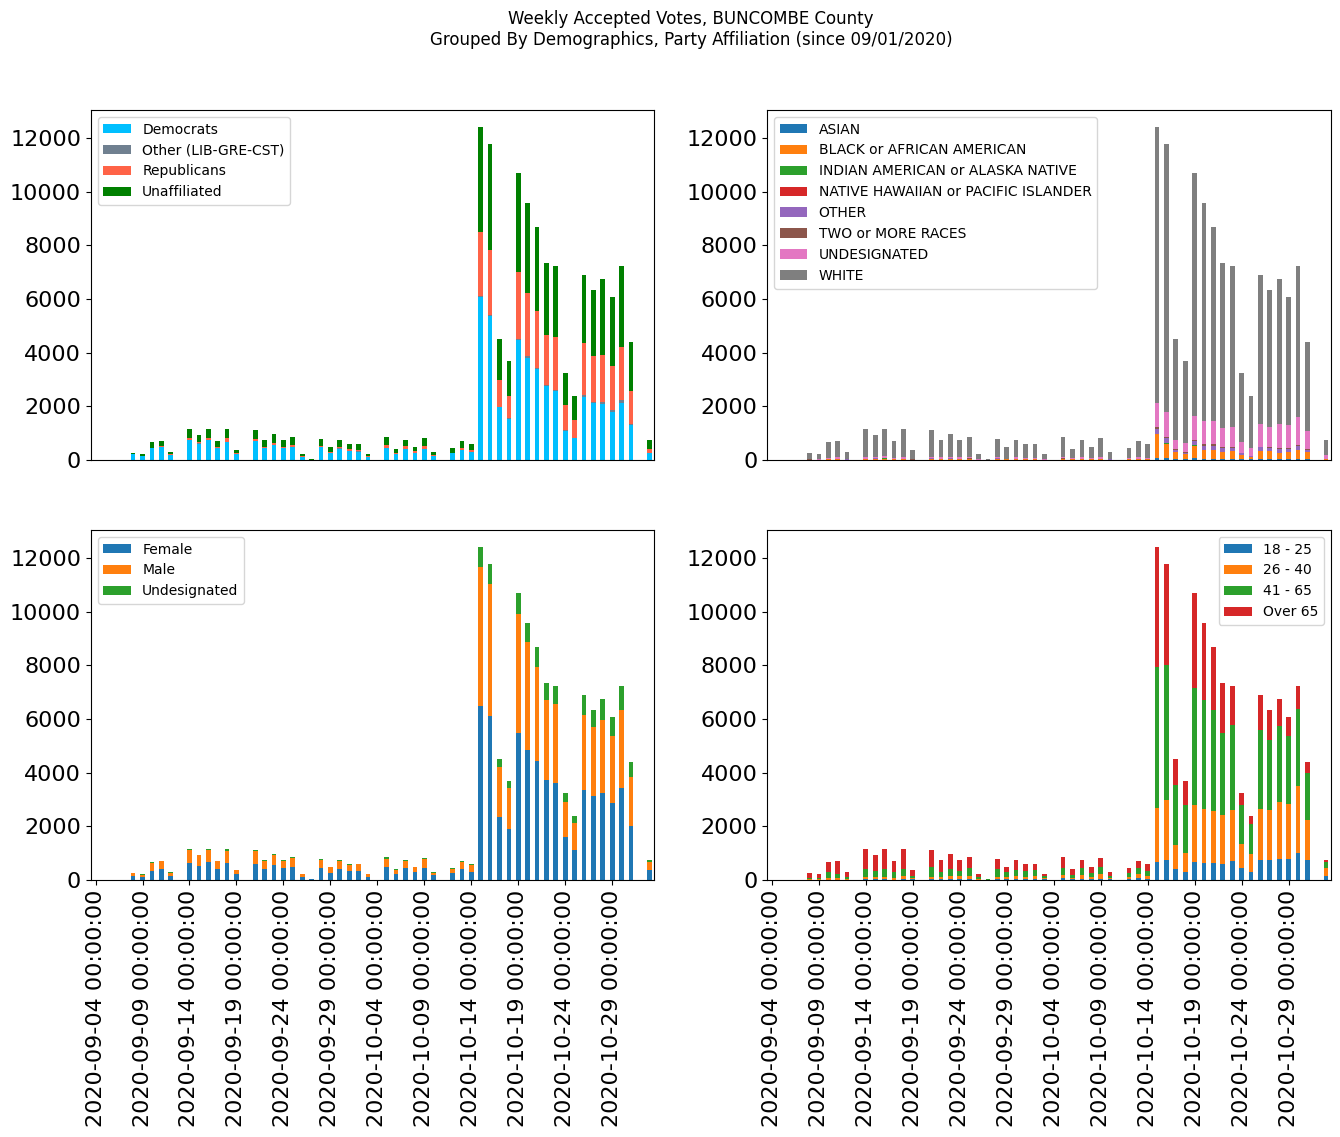 Weekly Accepted Votes, BUNCOMBE County
Grouped By Demographics, Party Affiliation (since 09/01/2020)
12000
10000
8000
6000
4000
2000
0
Democrats
Other (LIB-GRE-CST)
Republicans
Unaffiliated
12000
10000
8000
6000
4000
2000
0
ASIAN
BLACK or AFRICAN AMERICAN
INDIAN AMERICAN or ALASKA NATIVE
NATIVE HAWAIIAN or PACIFIC ISLANDER
OTHER
TWO or MORE RACES
UNDESIGNATED
WHITE
12000
10000
8000
6000
4000
2000
0
Female
Male
Undesignated
2020-09-04 00:00:00
2020-09-09 00:00:00
2020-09-14 00:00:00
2020-09-19 00:00:00
2020-09-24 00:00:00
2020-09-29 00:00:00
2020-10-04 00:00:00
2020-10-09 00:00:00
2020-10-14 00:00:00
2020-10-19 00:00:00
2020-10-24 00:00:00
2020-10-29 00:00:00
12000
10000
8000
6000
4000
2000
0
18 - 25
26 - 40
41 - 65
Over 65
2020-09-04 00:00:00
2020-09-09 00:00:00
2020-09-14 00:00:00
2020-09-19 00:00:00
2020-09-24 00:00:00
2020-09-29 00:00:00
2020-10-04 00:00:00
2020-10-09 00:00:00
2020-10-14 00:00:00
2020-10-19 00:00:00
2020-10-24 00:00:00
2020-10-29 00:00:00